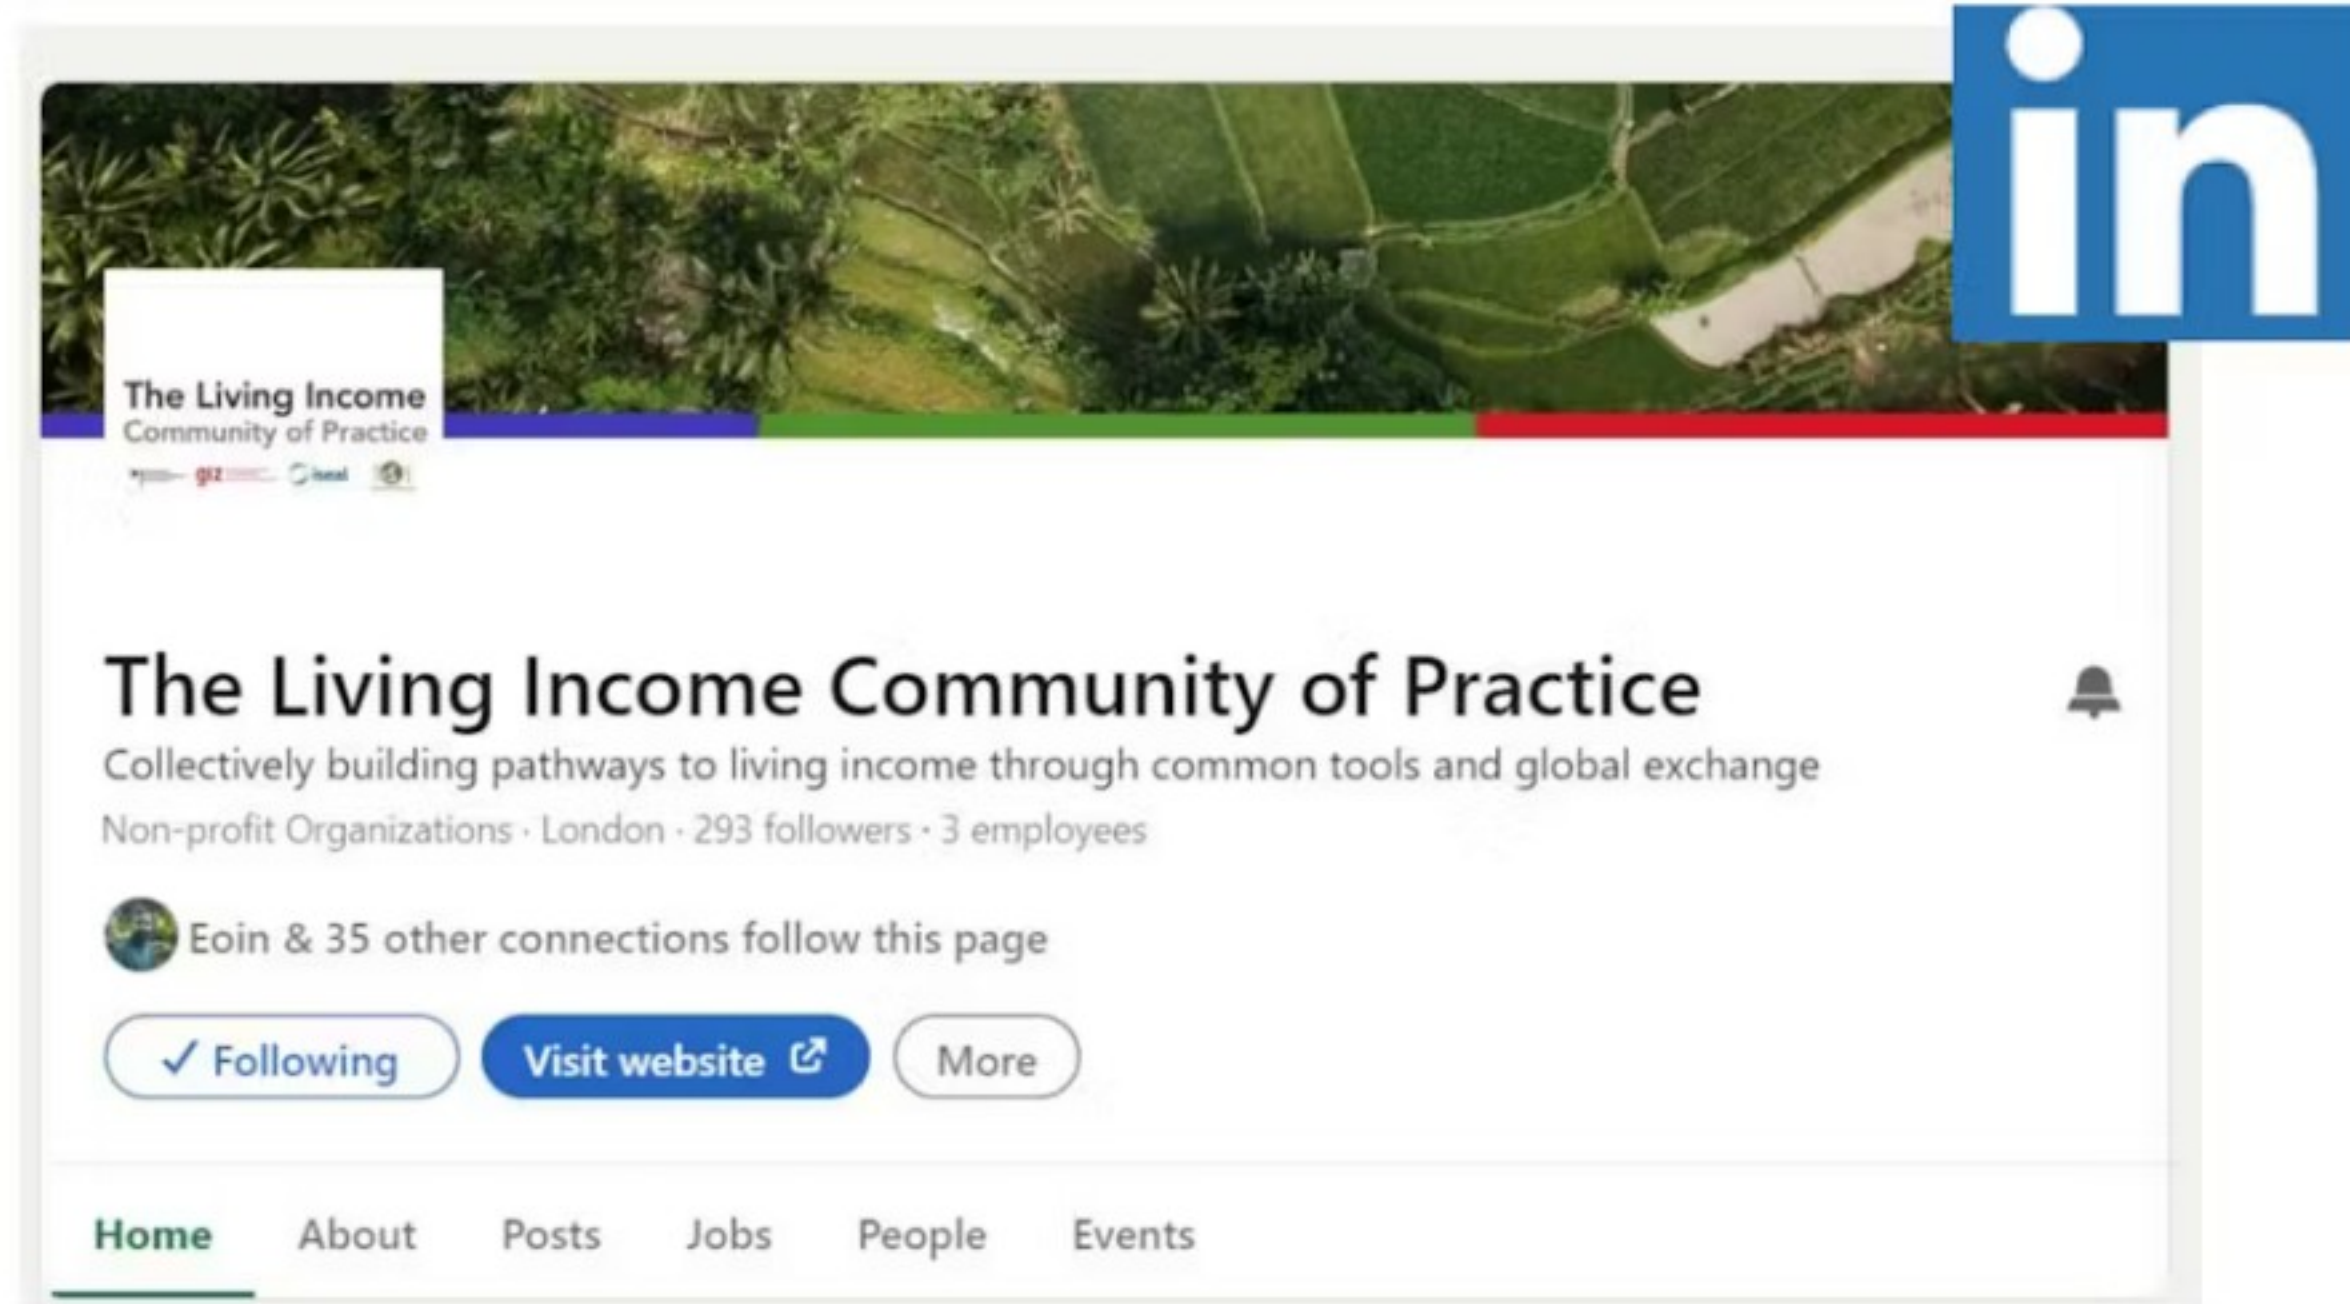 in
The Living Income
Community of Practice
giz
iseal
The Living Income Community of Practice
Collectively building pathways to living income through common tools and global exchange
Non-profit Organizations · London · 293 followers · 3 employees
Eoin & 35 other connections follow this page
✓ Following
Visit website
More
Home About Posts Jobs People Events